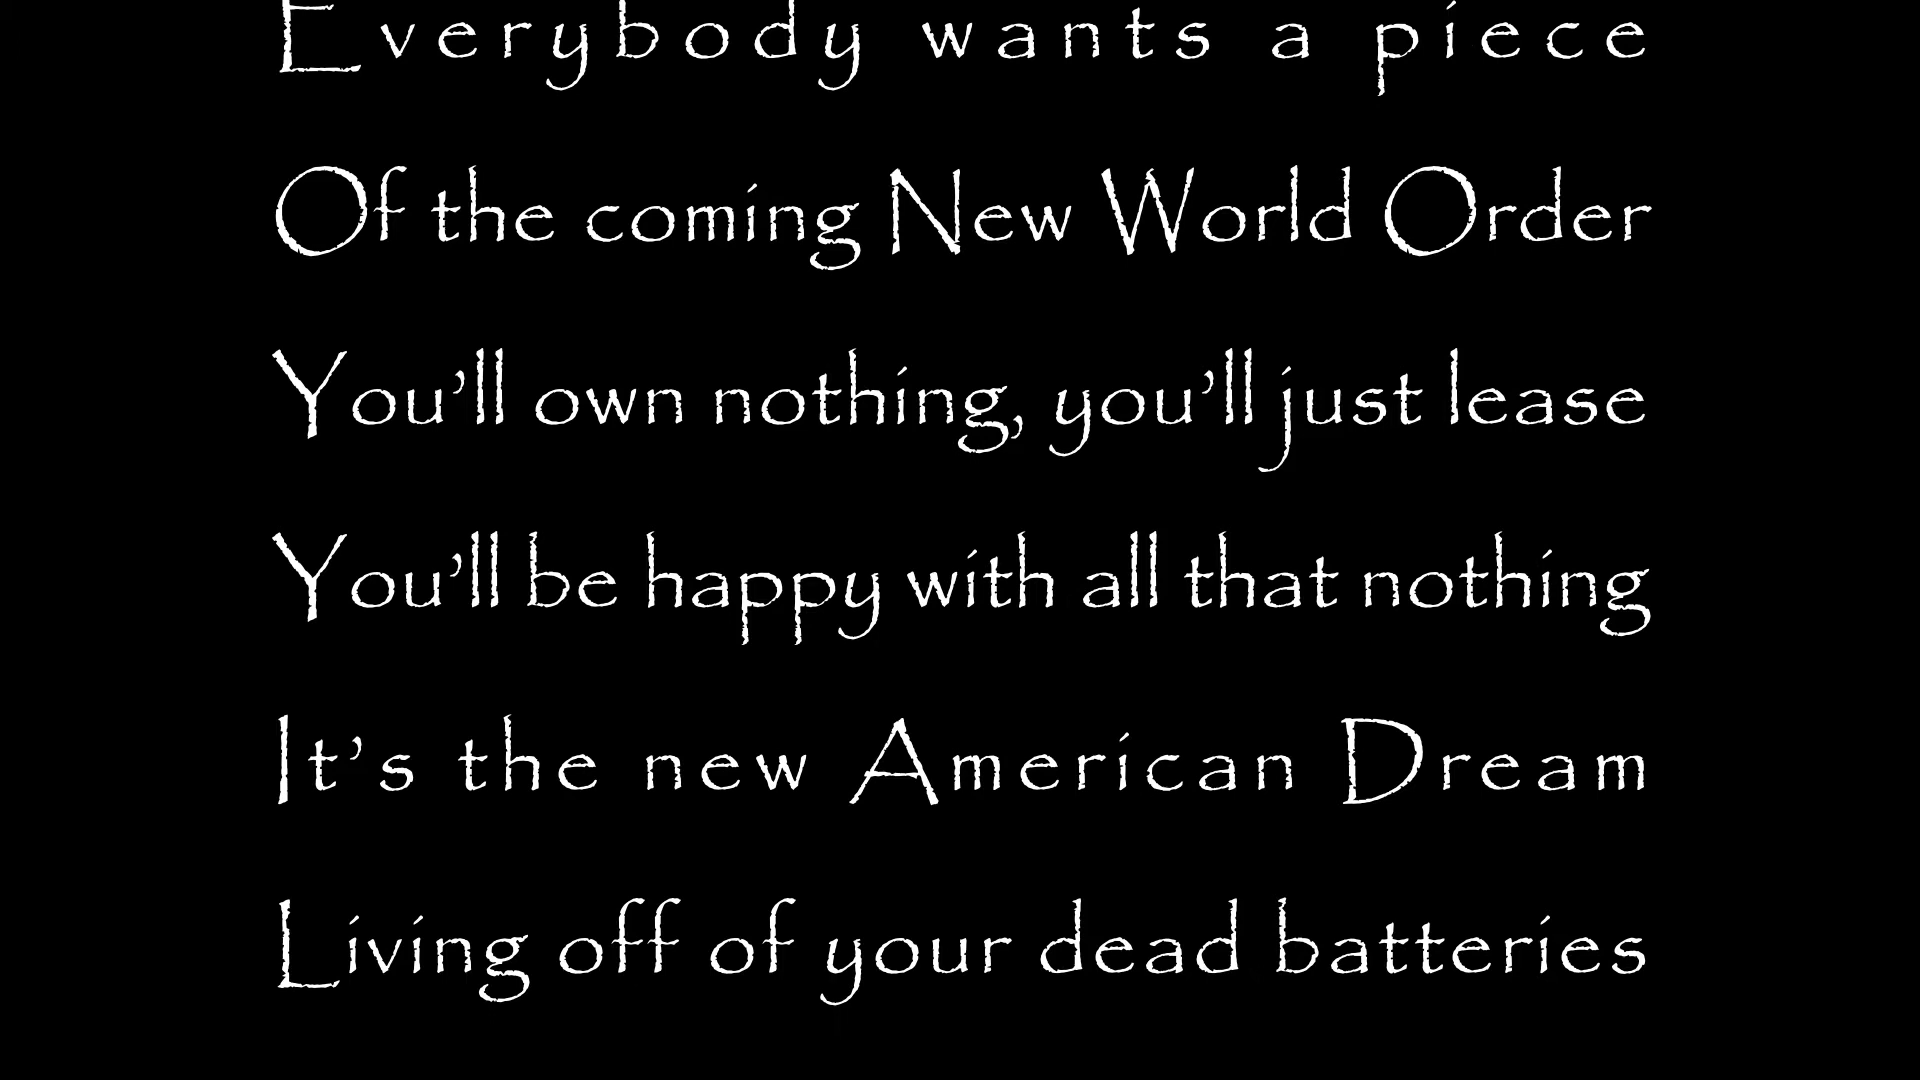 Everybody wants a piece
Of the coming New World Order
You’ll own nothing, you’ll just lease
You’ll be happy with all that nothing
It’s the new American Dream
Living off of your dead batteries